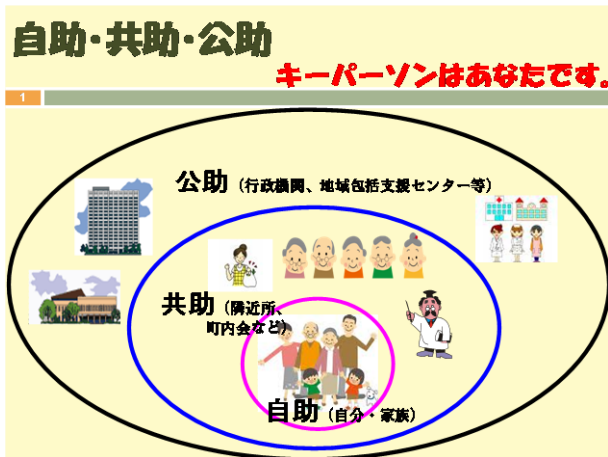 自助・共助・公助
キーパーソンはあなたです。
1
公助（行政機関、地域包括支援センター等）
共助（隣近所、
町内会など）
自助（自分・家族）